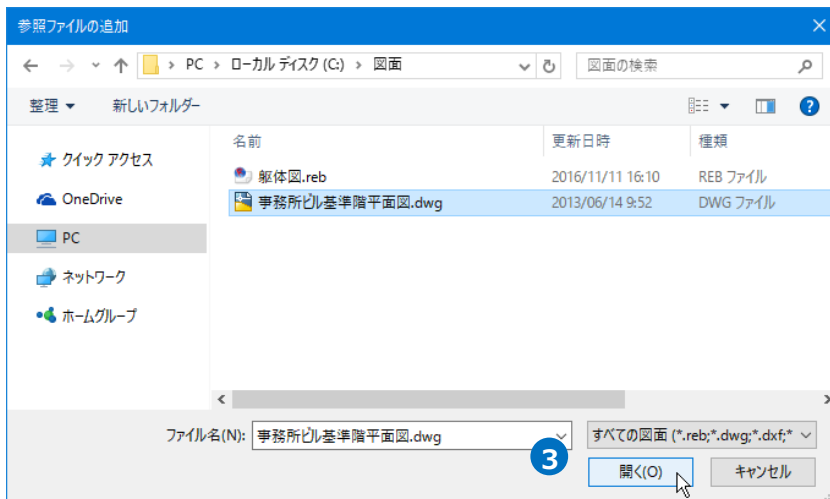 参照ファイルの追加
PC › ローカル ディスク (C:) › 図面
図面の検索
整理 新しいフォルダー
名前 更新日時 種類
クイック アクセス
OneDrive
PC
ネットワーク
ホームグループ
躯体図.reb 2016/11/11 16:10 REB ファイル
事務所ビル基準階平面図.dwg 2013/06/14 9:52 DWG ファイル
ファイル名(N): 事務所ビル基準階平面図.dwg すべての図面 (*.reb;*.dwg;*.dxf;*
3
開く(O) キャンセル